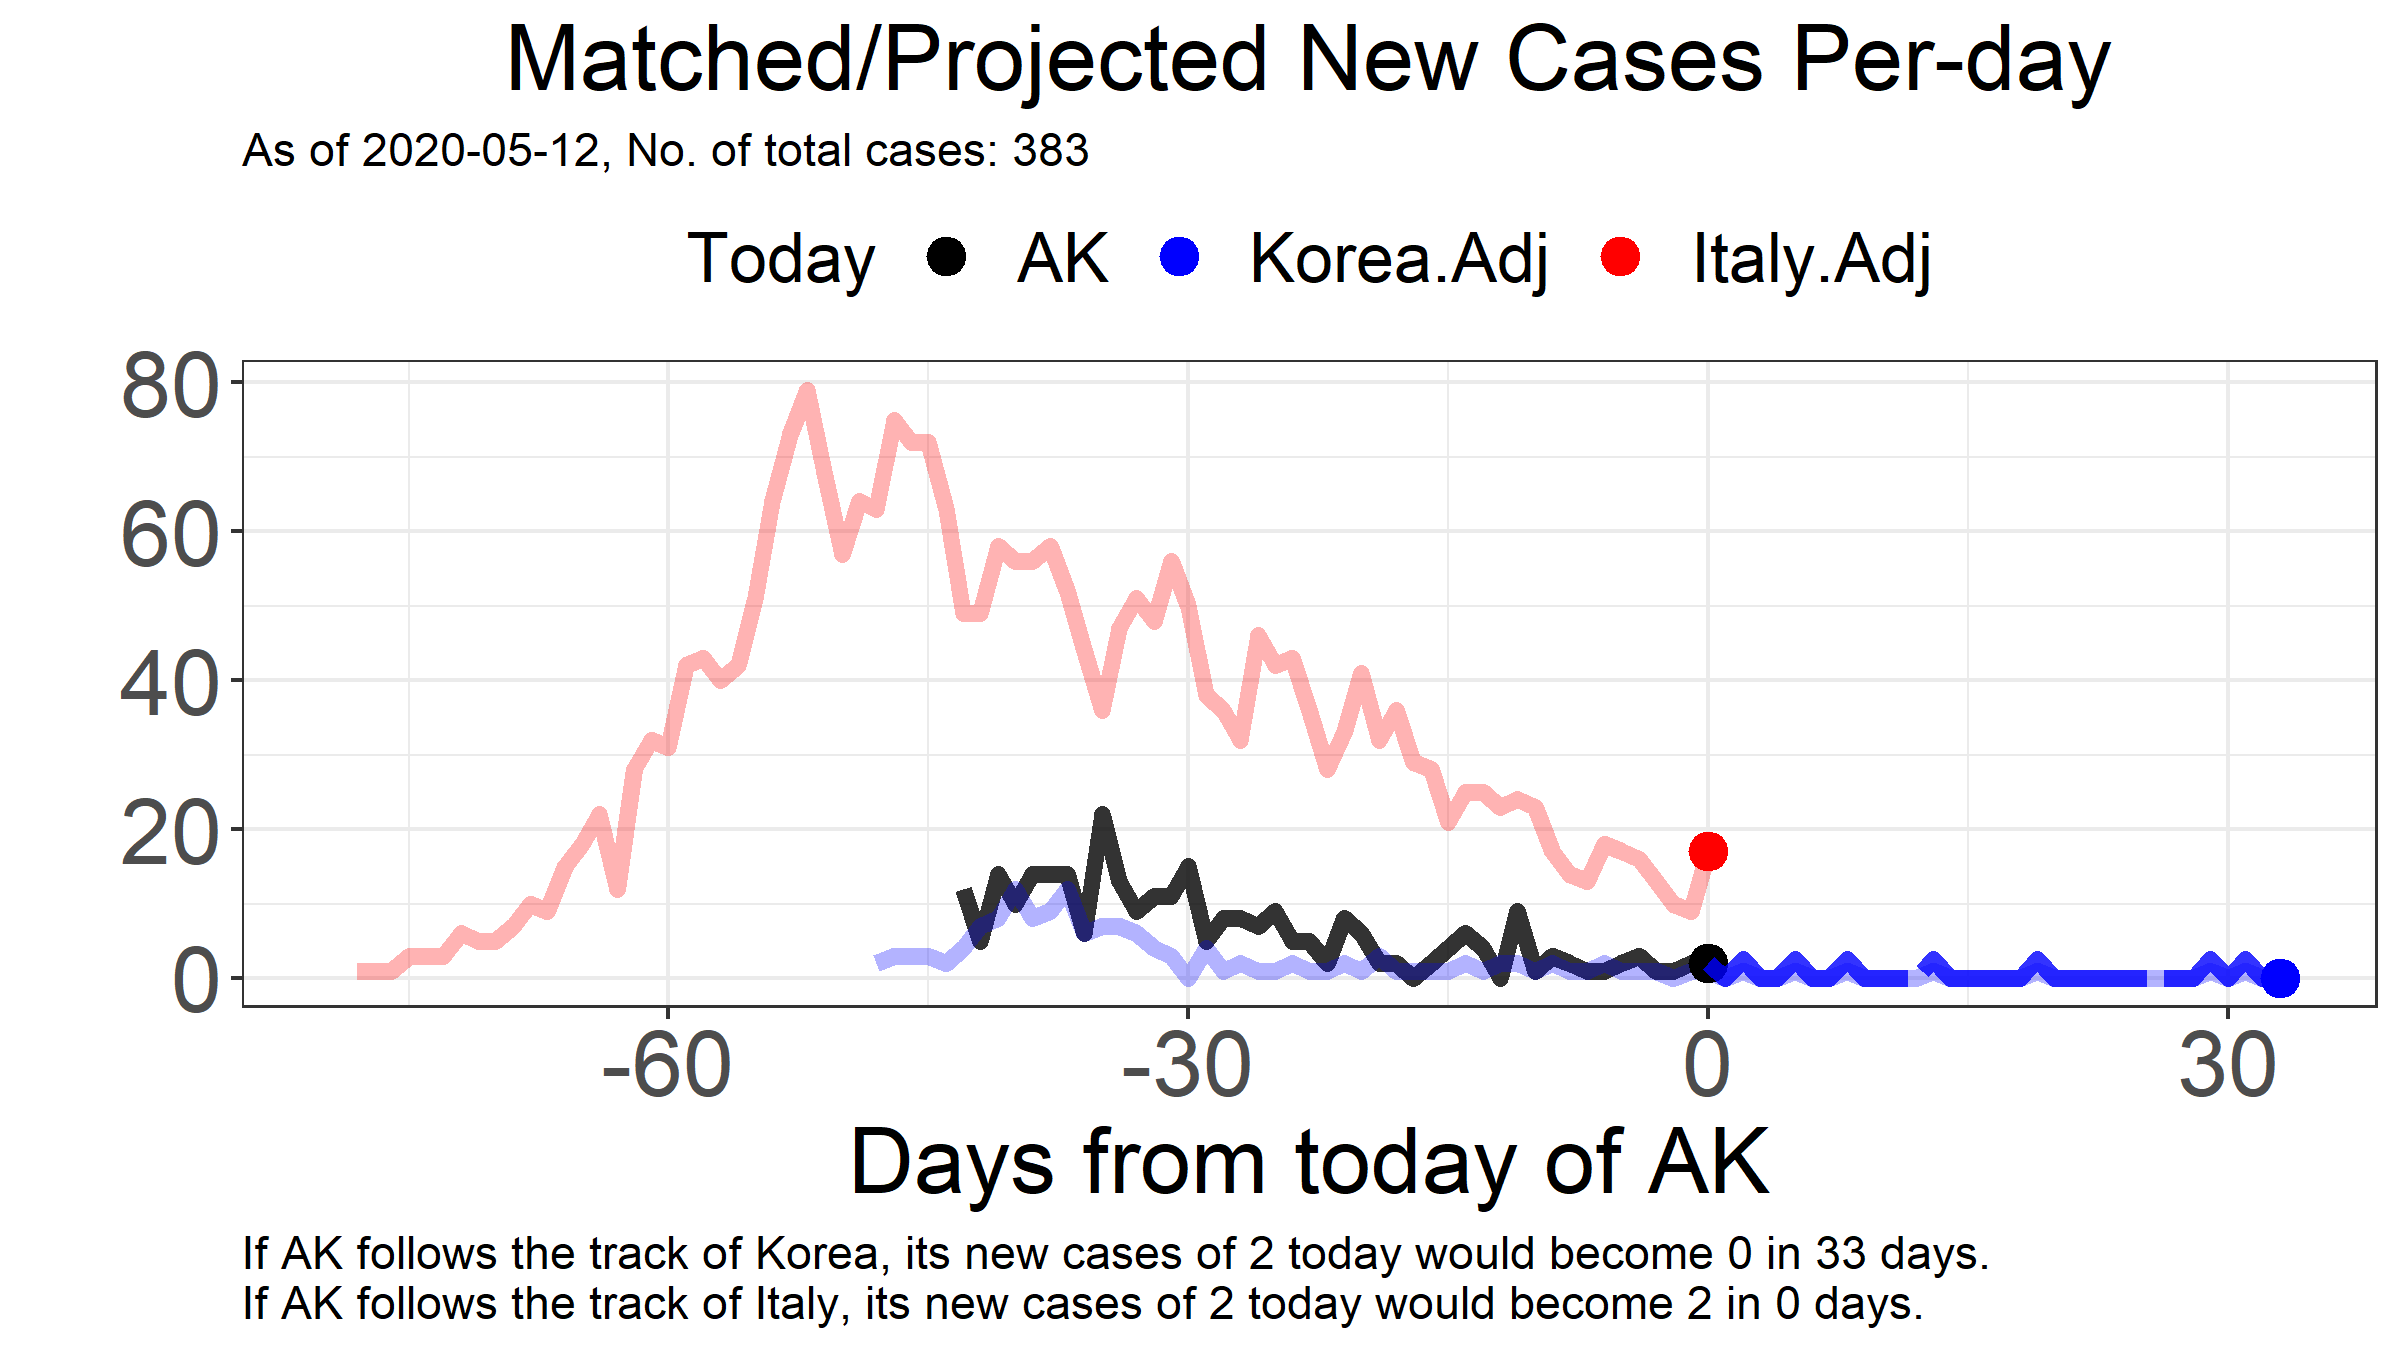 Matched/Projected New Cases Per-day
As of 2020-05-12, No. of total cases: 383
Today AK Korea.Adj Italy.Adj
80
60
40
20
0
-60 -30 0 30
Days from today of AK
If AK follows the track of Korea, its new cases of 2 today would become 0 in 33 days.
If AK follows the track of Italy, its new cases of 2 today would become 2 in 0 days.